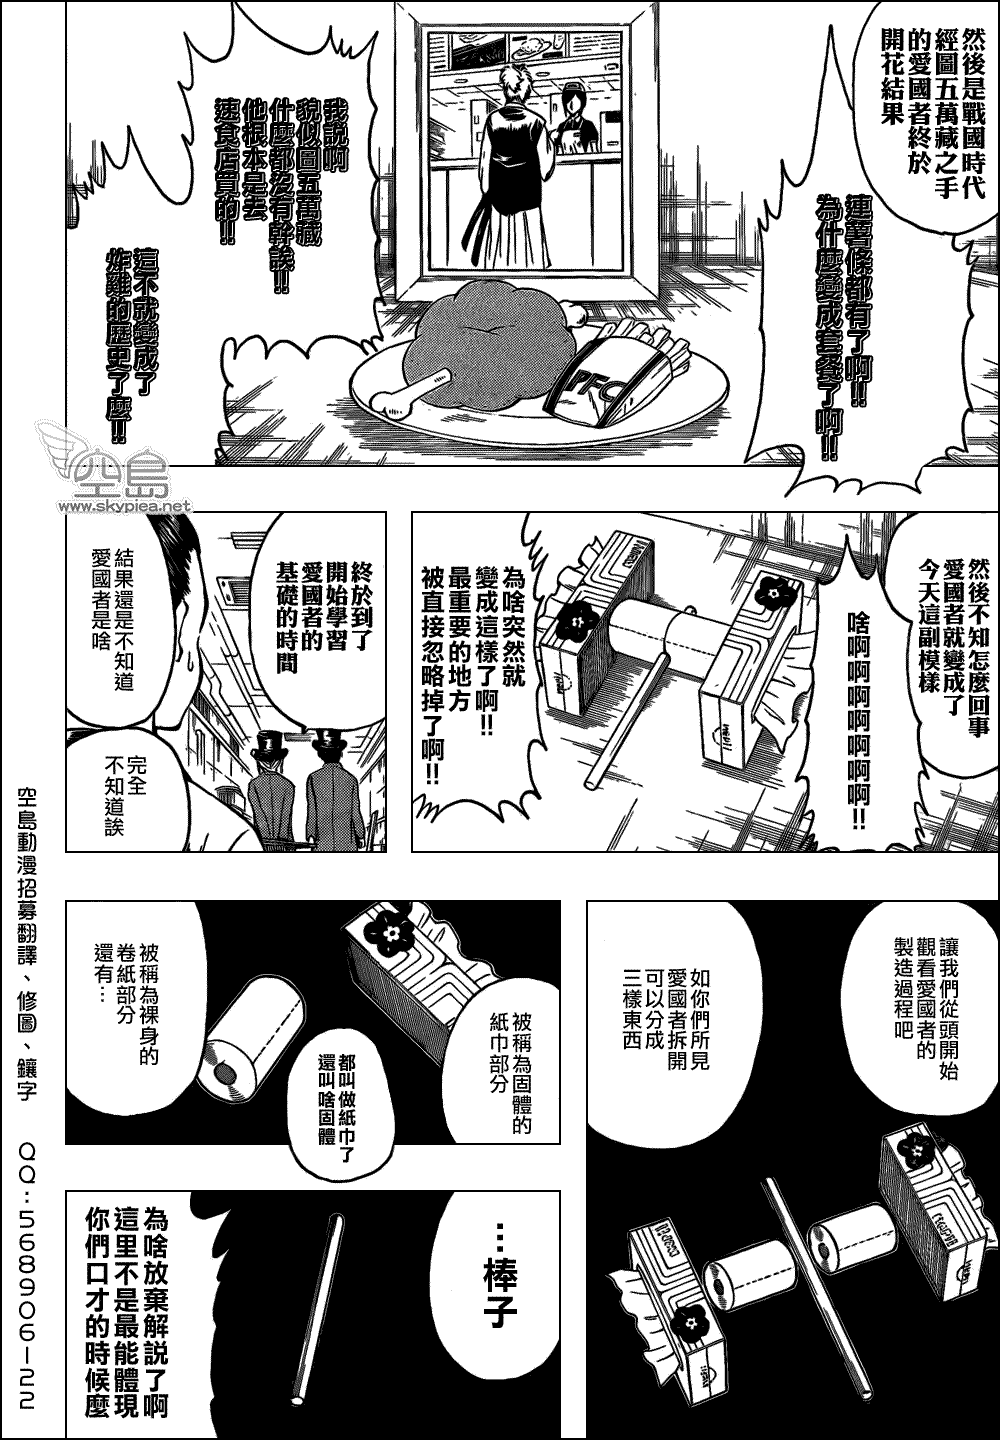 然後是戰國時代
經圖五萬藏之手
的愛國者終於
開花結果
連薯條都有了啊!!
為什麼變成套餐了啊!!
我說啊
貌似圖五萬藏
什麼都沒有幹誒!!
他根本是去
速食店買的!!
這不就變成了
炸雞的歷史了麼!!
PFC
空島
www.skypiea.net
然後不知怎麼回事
愛國者就變成了
今天這副模樣
啥啊啊啊啊啊啊啊!!
為啥突然就
變成這樣了啊!!
最重要的地方
被直接忽略掉了啊!!
終於到了
開始學習
愛國者的
基礎的時間
結果還是不知道
愛國者是啥
完全
不知道誒
讓我們從頭開始
觀看愛國者的
製造過程吧
如你們所見
愛國者拆開
可以分成
三樣東西
被稱為固體的
紙巾部分
都叫做紙巾了
還叫啥固體
被稱為裸身的
卷紙部分
還有…
…棒子
為啥放棄解說了啊
這里不是最能體現
你們口才的時候麼
空島動漫招募翻譯、修圖、鑲字 QQ:568906122